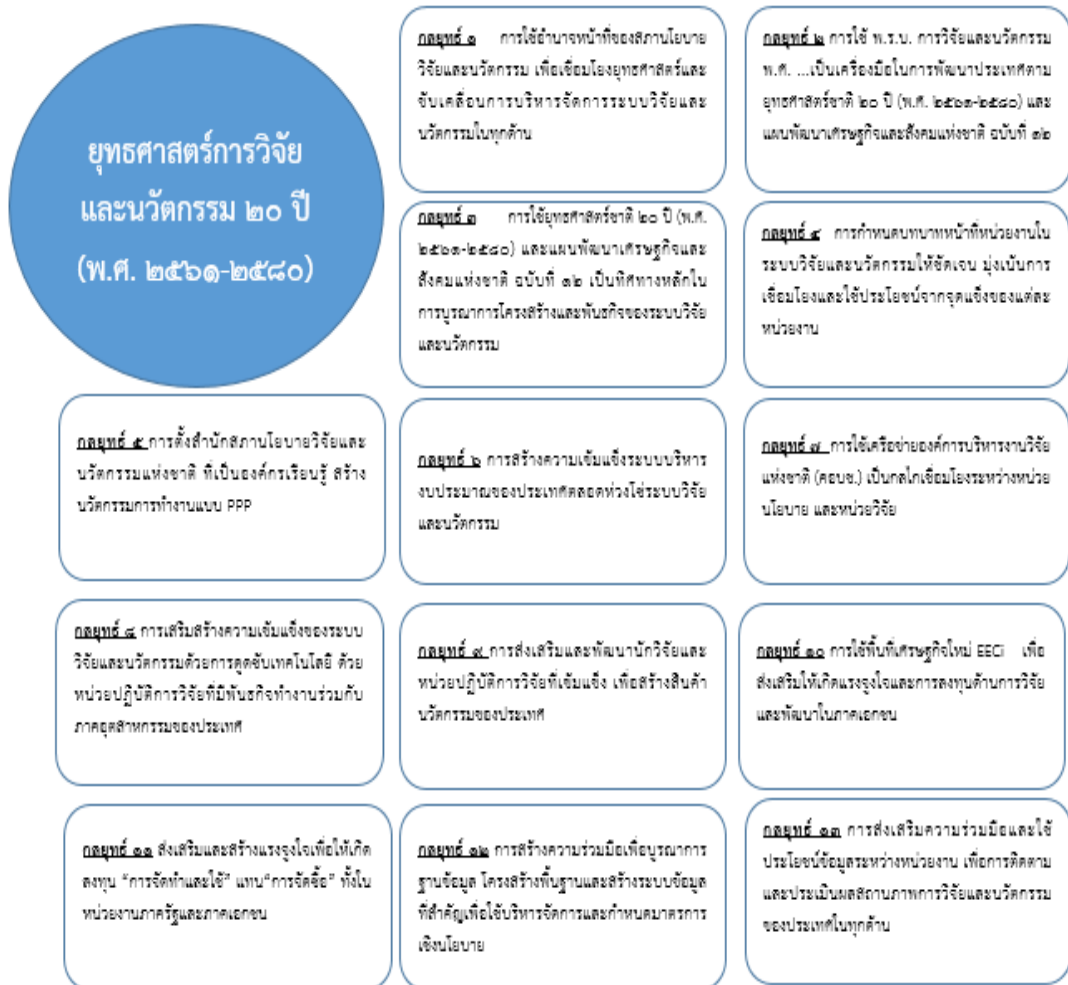 ยุทธศาสตร์การวิจัย
และนวัตกรรม ๒๐ ปี
(พ.ศ. ๒๕๖๑-๒๕๘๐)
กลยุทธ์ ๑ การใช้อำนาจหน้าที่ของสภานโยบาย
วิจัยและนวัตกรรม เพื่อเชื่อมโยงยุทธศาสตร์และ
ขับเคลื่อนการบริหารจัดการระบบวิจัยและ
นวัตกรรมในทุกด้าน
กลยุทธ์ ๒ การใช้ พ.ร.บ. การวิจัยและนวัตกรรม
พ.ศ. ...เป็นเครื่องมือในการพัฒนาประเทศตาม
ยุทธศาสตร์ชาติ ๒๐ ปี (พ.ศ. ๒๕๖๑-๒๕๘๐) และ
แผนพัฒนาเศรษฐกิจและสังคมแห่งชาติ ฉบับที่ ๑๒
กลยุทธ์ ๓ การใช้ยุทธศาสตร์ชาติ ๒๐ ปี (พ.ศ.
๒๕๖๑-๒๕๘๐) และแผนพัฒนาเศรษฐกิจและ
สังคมแห่งชาติ ฉบับที่ ๑๒ เป็นทิศทางหลักใน
การบูรณาการโครงสร้างและพันธกิจของระบบวิจัย
และนวัตกรรม
กลยุทธ์ ๔ การกำหนดบทบาทหน้าที่หน่วยงานใน
ระบบวิจัยและนวัตกรรมให้ชัดเจน มุ่งเน้นการ
เชื่อมโยงและใช้ประโยชน์จากจุดแข็งของแต่ละ
หน่วยงาน
กลยุทธ์ ๕ การตั้งสำนักสภานโยบายวิจัยและ
นวัตกรรมแห่งชาติ ที่เป็นองค์กรเรียนรู้ สร้าง
นวัตกรรมการทำงานแบบ PPP
กลยุทธ์ ๖ การสร้างความเข้มแข็งระบบบริหาร
งบประมาณของประเทศตลอดห่วงโซ่ระบบวิจัย
และนวัตกรรม
กลยุทธ์ ๗ การใช้เครือข่ายองค์การบริหารงานวิจัย
แห่งชาติ (คอบช.) เป็นกลไกเชื่อมโยงระหว่างหน่วย
นโยบาย และหน่วยวิจัย
กลยุทธ์ ๘ การเสริมสร้างความเข้มแข็งของระบบ
วิจัยและนวัตกรรมด้วยการดูดซับเทคโนโลยี ด้วย
หน่วยปฏิบัติการวิจัยที่มีพันธกิจทำงานร่วมกับ
ภาคอุตสาหกรรมของประเทศ
กลยุทธ์ ๙ การส่งเสริมและพัฒนานักวิจัยและ
หน่วยปฏิบัติการวิจัยที่เข้มแข็ง เพื่อสร้างสินค้า
นวัตกรรมของประเทศ
กลยุทธ์ ๑๐ การใช้พื้นที่เศรษฐกิจใหม่ EECi เพื่อ
ส่งเสริมให้เกิดแรงจูงใจและการลงทุนด้านการวิจัย
และพัฒนาในภาคเอกชน
กลยุทธ์ ๑๑ ส่งเสริมและสร้างแรงจูงใจเพื่อให้เกิด
ลงทุน “การจัดทำและใช้” แทน“การจัดซื้อ” ทั้งใน
หน่วยงานภาครัฐและภาคเอกชน
กลยุทธ์ ๑๒ การสร้างความร่วมมือเพื่อบูรณาการ
ฐานข้อมูล โครงสร้างพื้นฐานและสร้างระบบข้อมูล
ที่สำคัญเพื่อใช้บริหารจัดการและกำหนดมาตรการ
เชิงนโยบาย
กลยุทธ์ ๑๓ การส่งเสริมความร่วมมือและใช้
ประโยชน์ข้อมูลระหว่างหน่วยงาน เพื่อการติดตาม
และประเมินผลสถานภาพการวิจัยและนวัตกรรม
ของประเทศในทุกด้าน